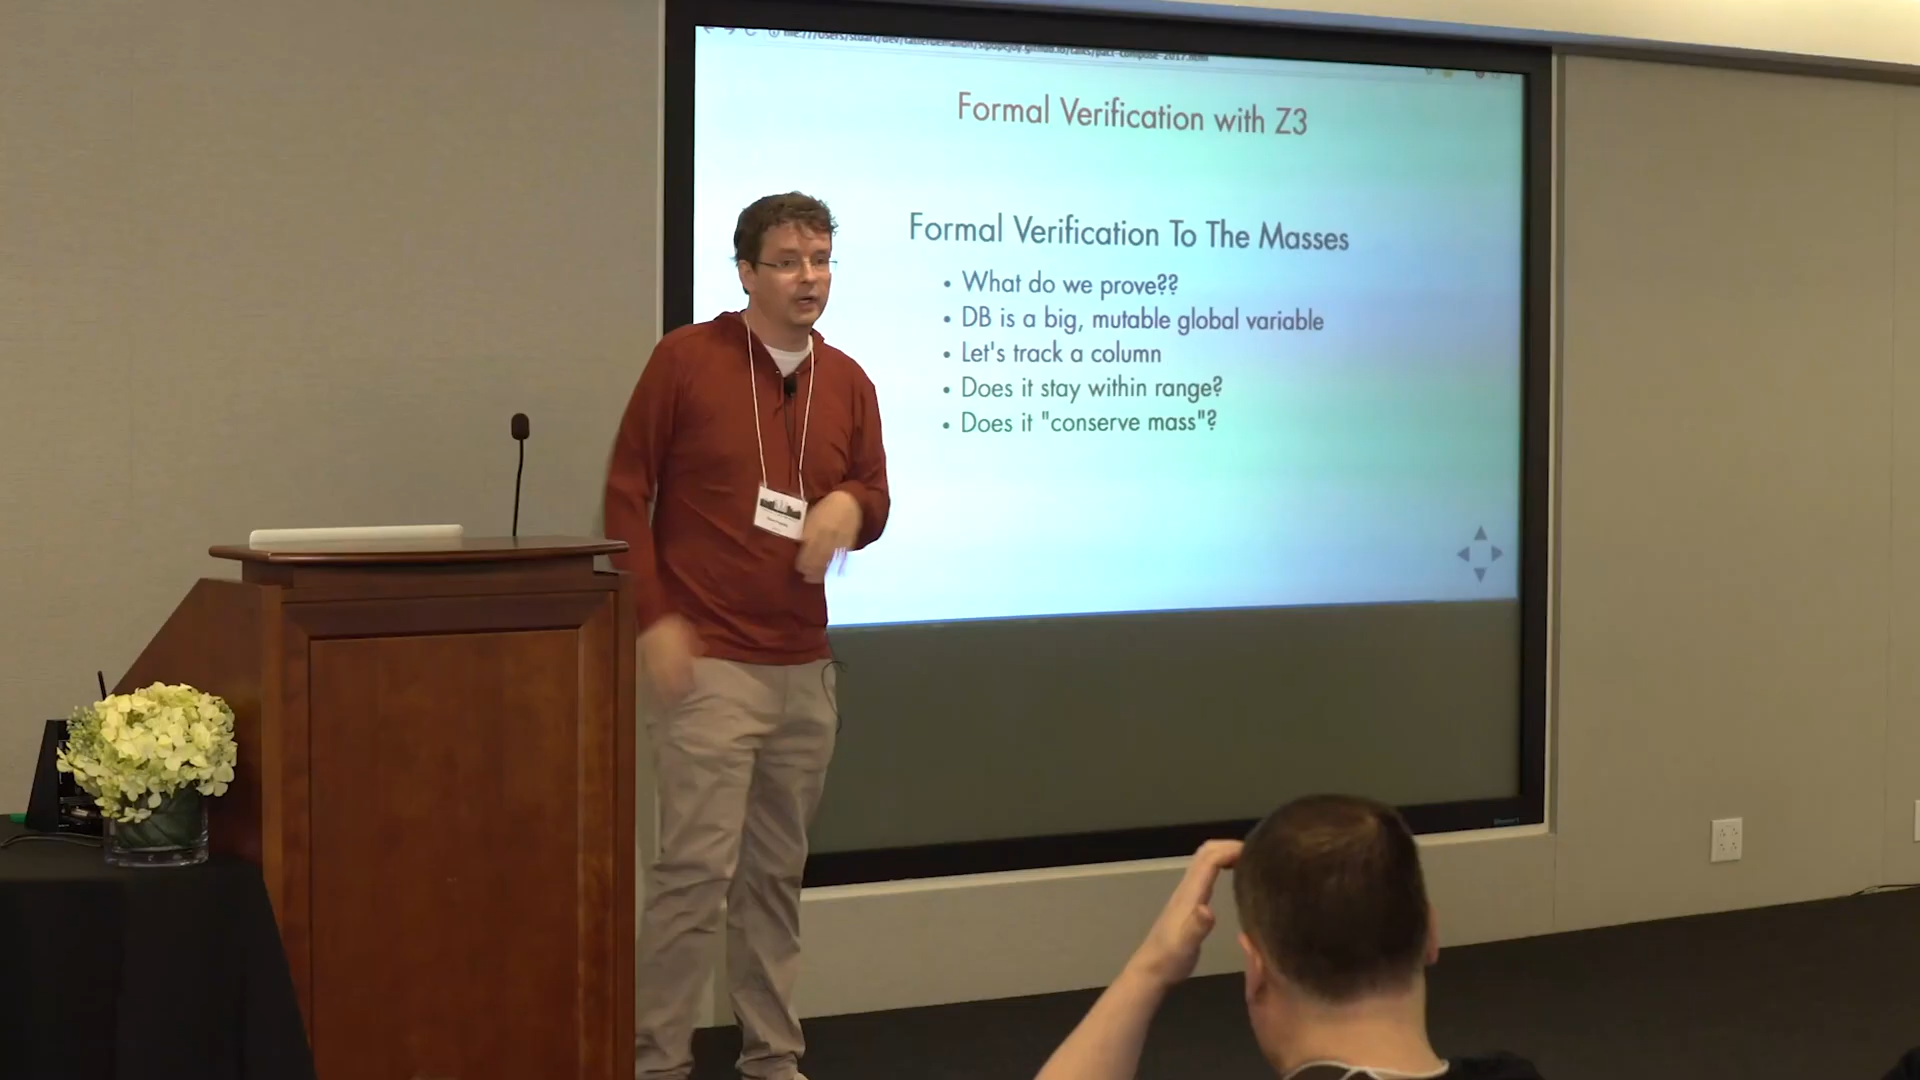 Formal Verification with Z3
Formal Verification To The Masses
• What do we prove??
• DB is a big, mutable global variable
• Let's track a column
• Does it stay within range?
• Does it "conserve mass"?